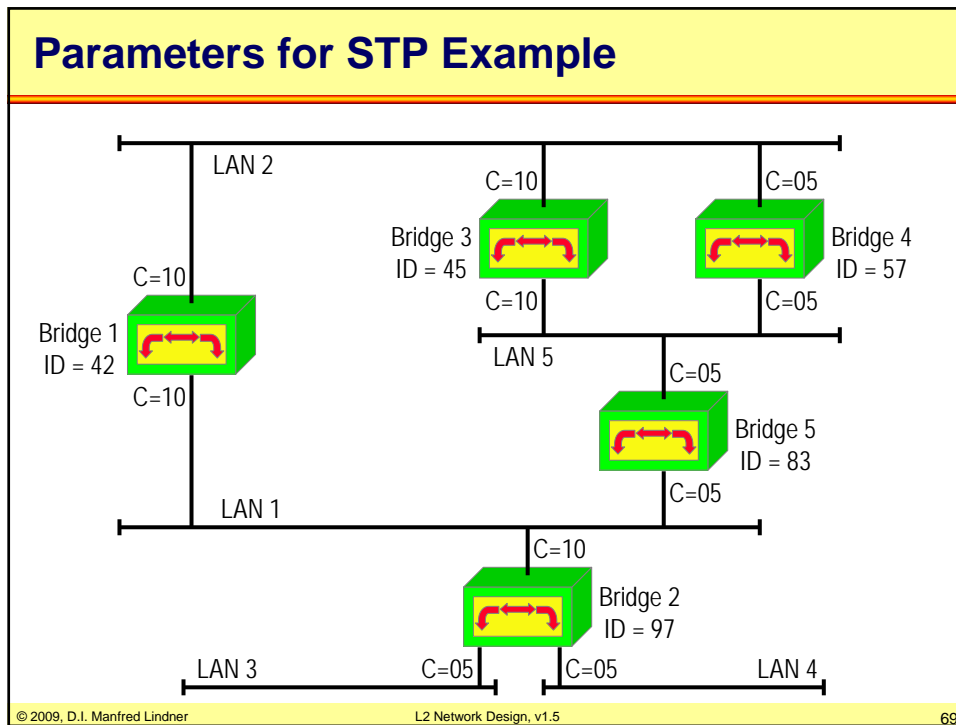 Parameters for STP Example
LAN 2
C=10
C=05
Bridge 3
ID = 45
Bridge 4
ID = 57
C=10
C=10
C=05
Bridge 1
ID = 42
LAN 5
C=10
C=05
Bridge 5
ID = 83
C=05
LAN 1
C=10
Bridge 2
ID = 97
LAN 3
C=05
C=05
LAN 4
© 2009, D.I. Manfred Lindner
L2 Network Design, v1.5
69